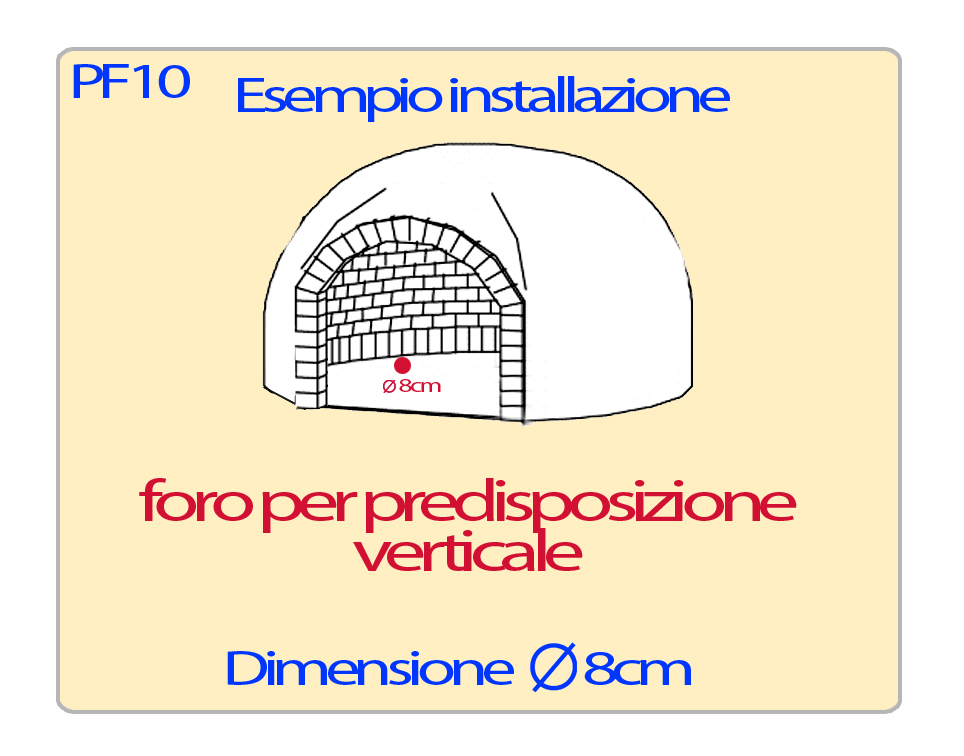 PF10
Esempio installazione
Ø 8cm
foro per predisposizione
verticale
Dimensione Ø 8cm